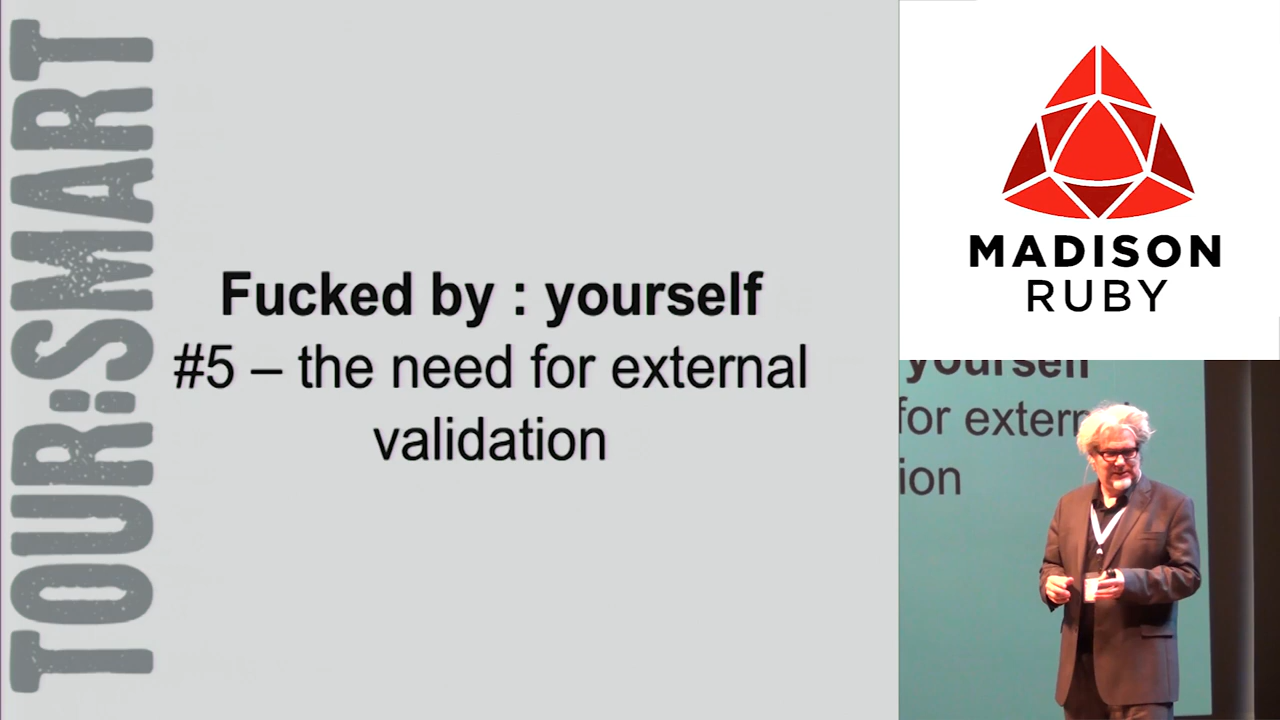 TOUR:SMART
Fucked by : yourself
#5 – the need for external
validation
MADISON
RUBY
yourself
for extern
ion